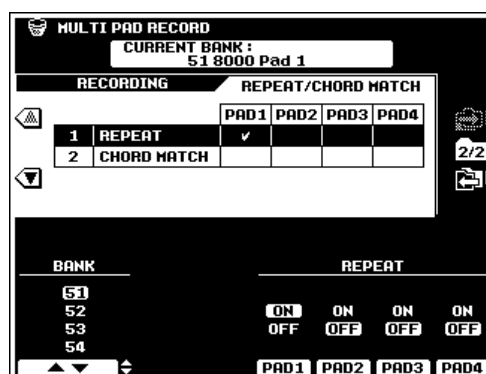 MULTI PAD RECORD
CURRENT BANK :
51 8000 Pad 1
RECORDING REPEAT/CHORD MATCH
PAD1 PAD2 PAD3 PAD4
1 REPEAT ✔
2 CHORD MATCH
2/2
BANK REPEAT
51
52 ON ON ON ON
53 OFF OFF OFF OFF
54
PAD1 PAD2 PAD3 PAD4